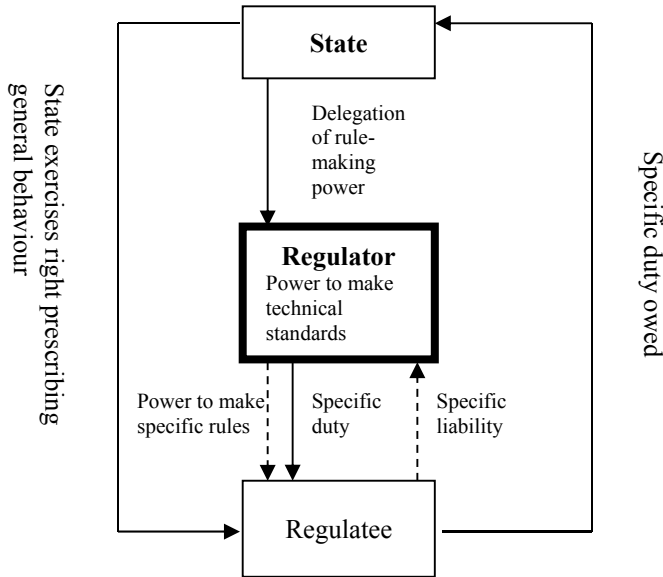 State
State exercises right prescribing
general behaviour
Delegation
of rule-
making
power
Specific duty owed
Regulator
Power to make
technical
standards
Power to make
specific rules
Specific
duty
Specific
liability
Regulatee